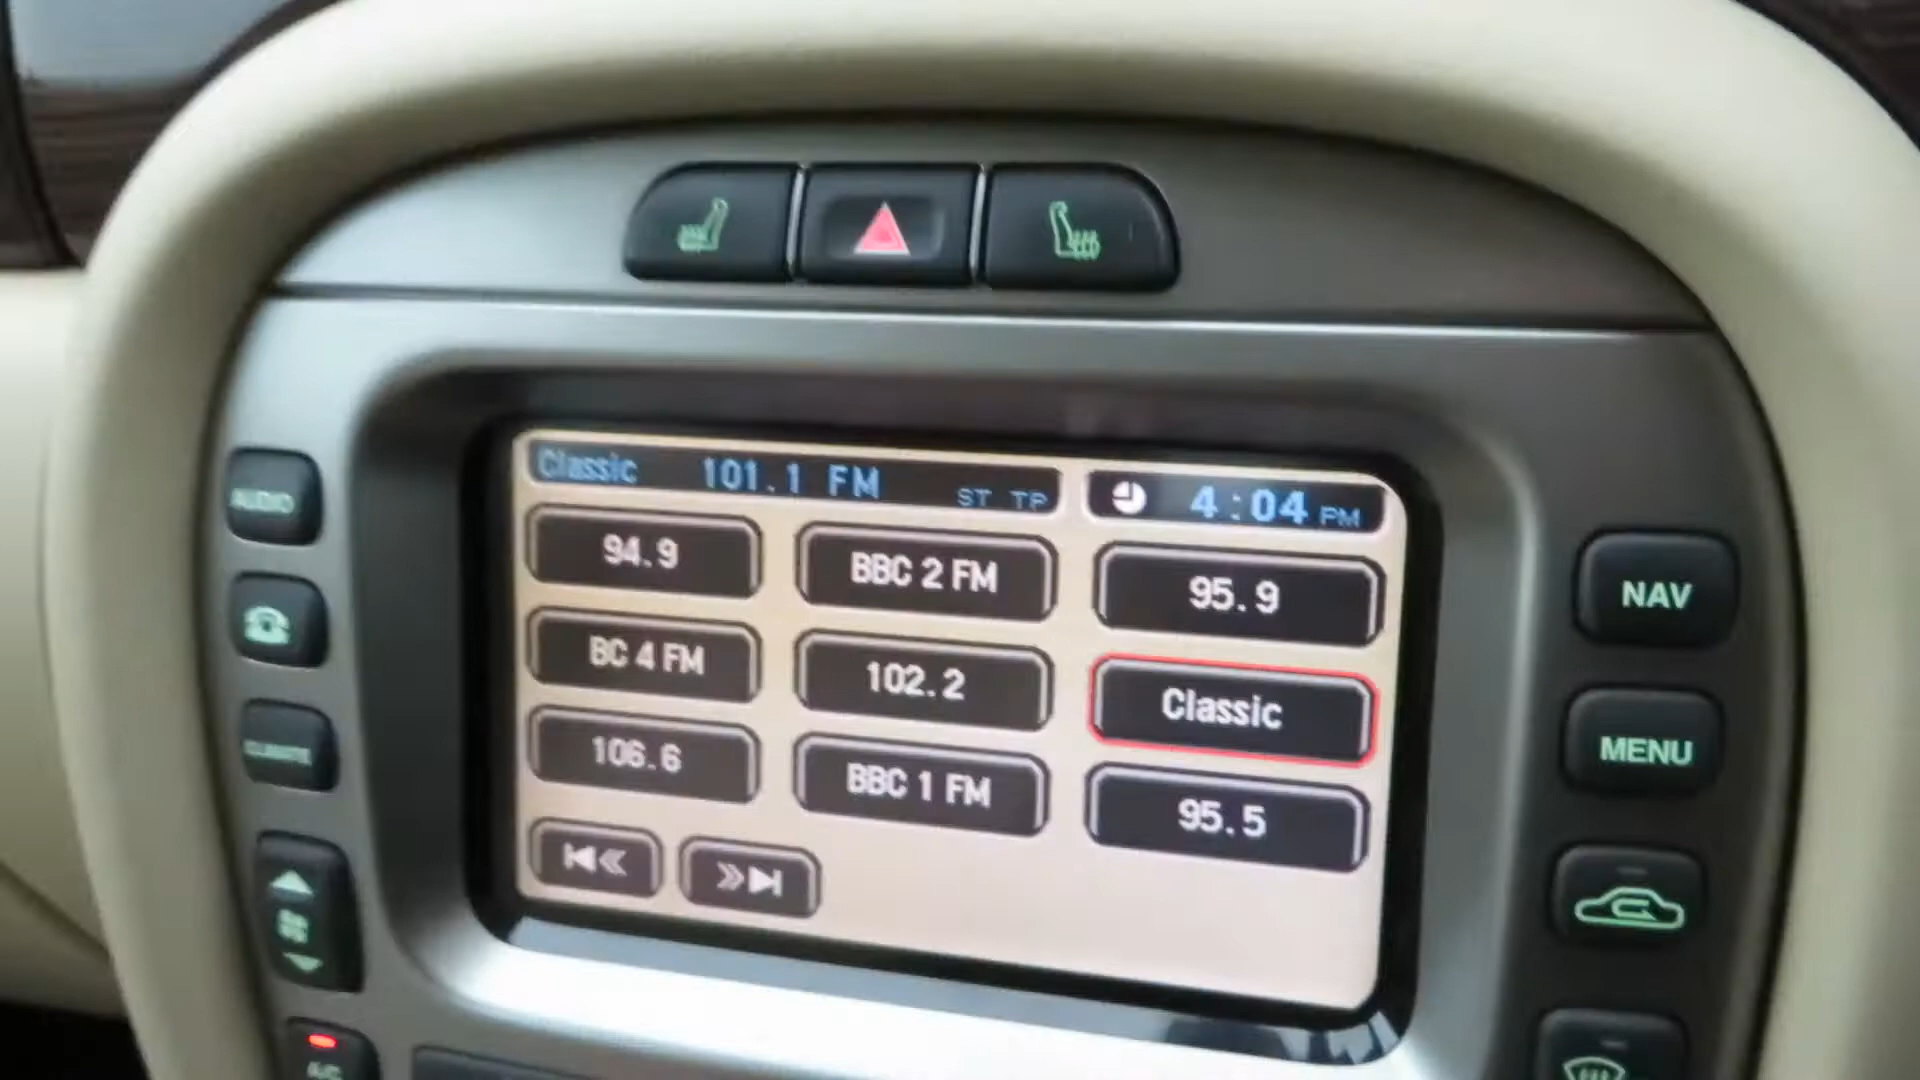 Classic 101.1 FM ST TP
4:04 PM
94.9
BBC 2 FM
95.9
BC 4 FM
102.2
Classic
106.6
BBC 1 FM
95.5
AUDIO
CLIMATE
A/C
NAV
MENU